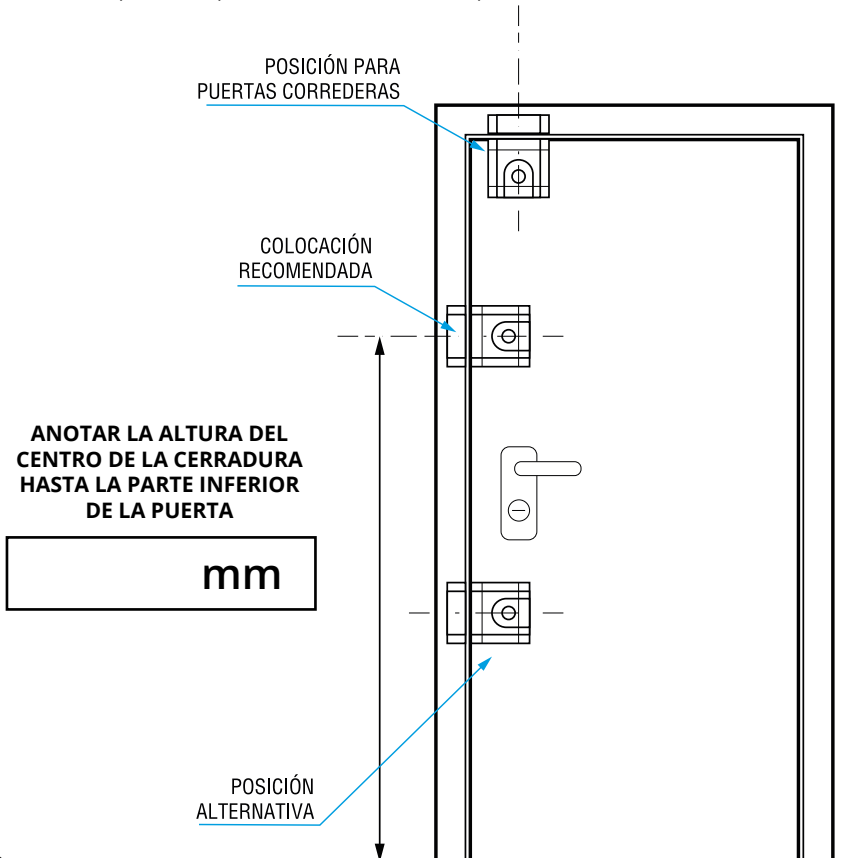 POSICIÓN PARA
PUERTAS CORREDERAS
COLOCACIÓN
RECOMENDADA
ANOTAR LA ALTURA DEL
CENTRO DE LA CERRADURA
HASTA LA PARTE INFERIOR
DE LA PUERTA
mm
POSICIÓN
ALTERNATIVA